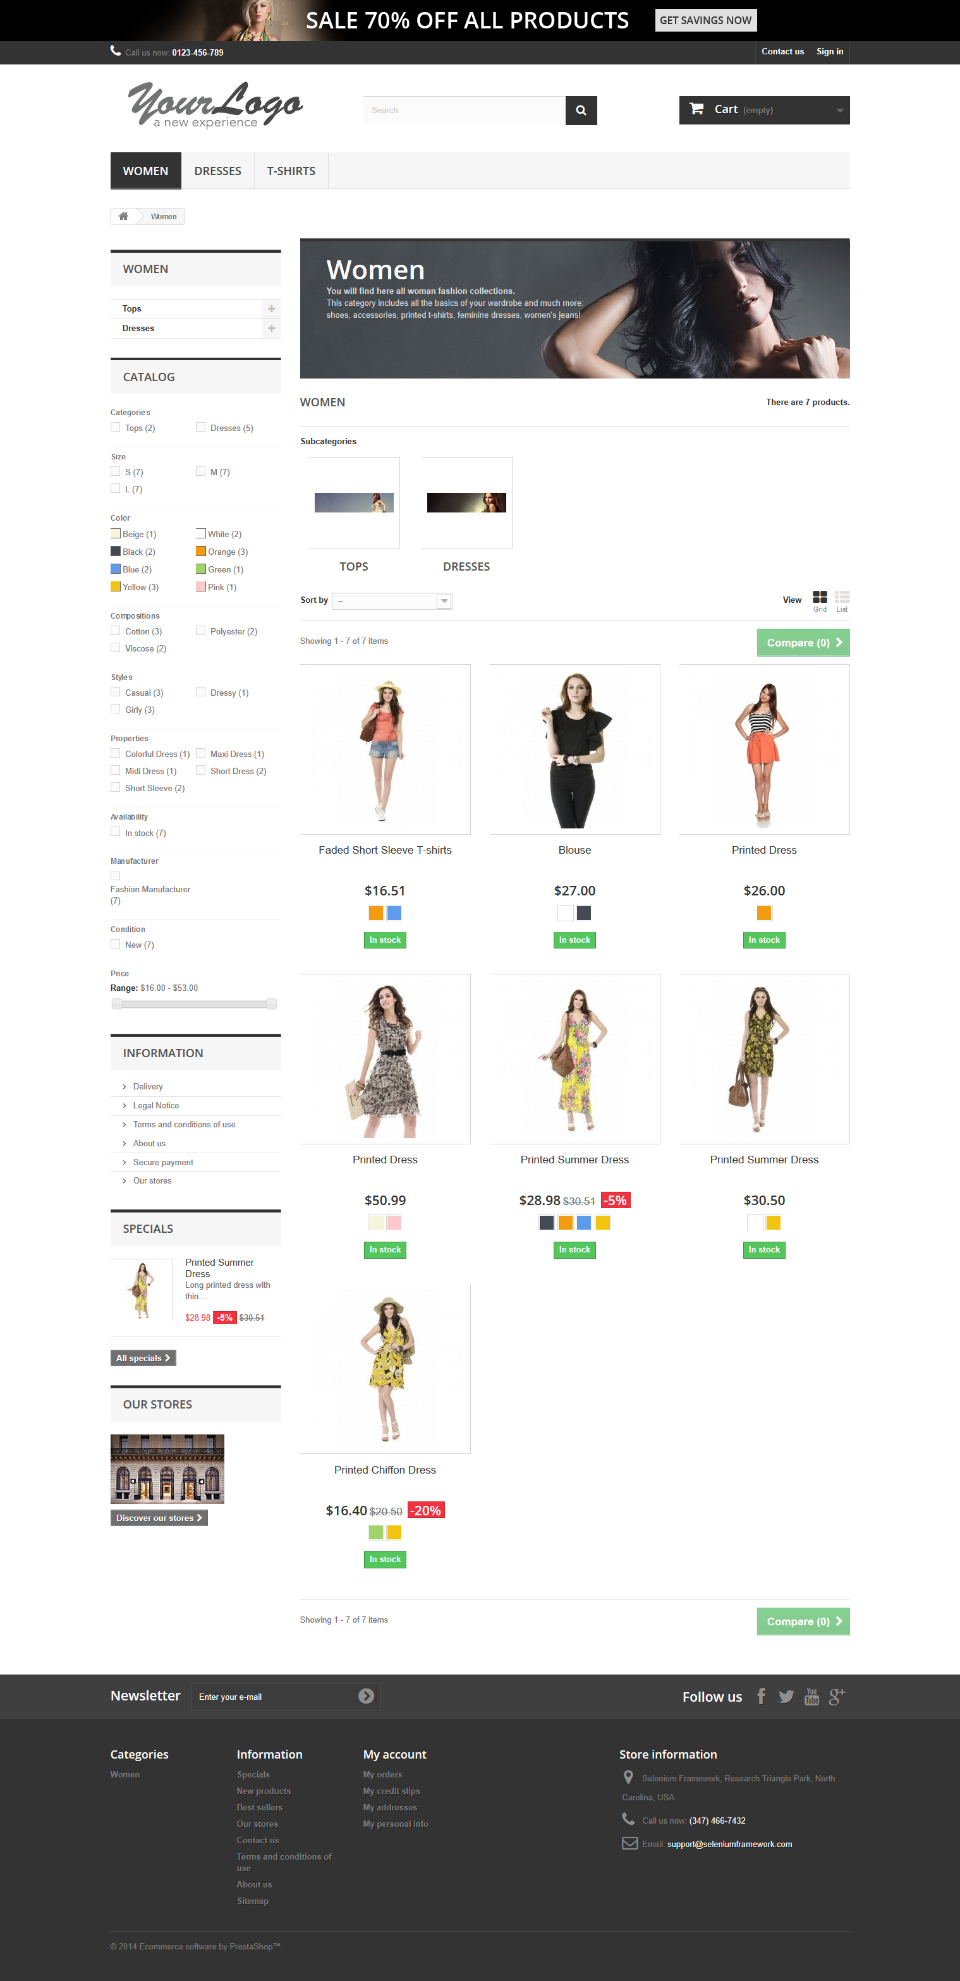 SALE 70% OFF ALL PRODUCTS GET SAVINGS NOW
Call us now: 0123-456-789 Contact us Sign in
YourLogo
a new experience
Search
Cart (empty)
WOMEN DRESSES T-SHIRTS
Women
WOMEN
Tops
Dresses
CATALOG
Categories
Tops (2) Dresses (5)
Size
S (7) M (7)
L (7)
Color
Beige (1) White (2)
Black (2) Orange (3)
Blue (2) Green (1)
Yellow (3) Pink (1)
Compositions
Cotton (3) Polyester (2)
Viscose (2)
Styles
Casual (3) Dressy (1)
Girly (3)
Properties
Colorful Dress (1) Maxi Dress (1)
Midi Dress (1) Short Dress (2)
Short Sleeve (2)
Availability
In stock (7)
Manufacturer
Fashion Manufacturer
(7)
Condition
New (7)
Price
Range: $16.00 - $53.00
INFORMATION
Delivery
Legal Notice
Terms and conditions of use
About us
Secure payment
Our stores
SPECIALS
Printed Summer
Dress
Long printed dress with
thin...
$28.98 -5% $30.51
All specials
OUR STORES
Discover our stores
Women
You will find here all woman fashion collections.
This category includes all the basics of your wardrobe and much more:
shoes, accessories, printed t-shirts, feminine dresses, women's jeans!
WOMEN There are 7 products.
Subcategories
TOPS DRESSES
Sort by -- View Grid List
Showing 1 - 7 of 7 items Compare (0)
Faded Short Sleeve T-shirts Blouse Printed Dress
$16.51 $27.00 $26.00
In stock In stock In stock
Printed Dress Printed Summer Dress Printed Summer Dress
$50.99 $28.98 $30.51 -5% $30.50
In stock In stock In stock
Printed Chiffon Dress
$16.40 $20.50 -20%
In stock
Showing 1 - 7 of 7 items Compare (0)
Newsletter Enter your e-mail Follow us
Categories
Women
Information
Specials
New products
Best sellers
Our stores
Contact us
Terms and conditions of
use
About us
Sitemap
My account
My orders
My credit slips
My addresses
My personal info
Store information
Selenium Framework, Research Triangle Park, North
Carolina, USA
Call us now: (347) 466-7432
Email: support@seleniumframework.com
© 2014 Ecommerce software by PrestaShop™